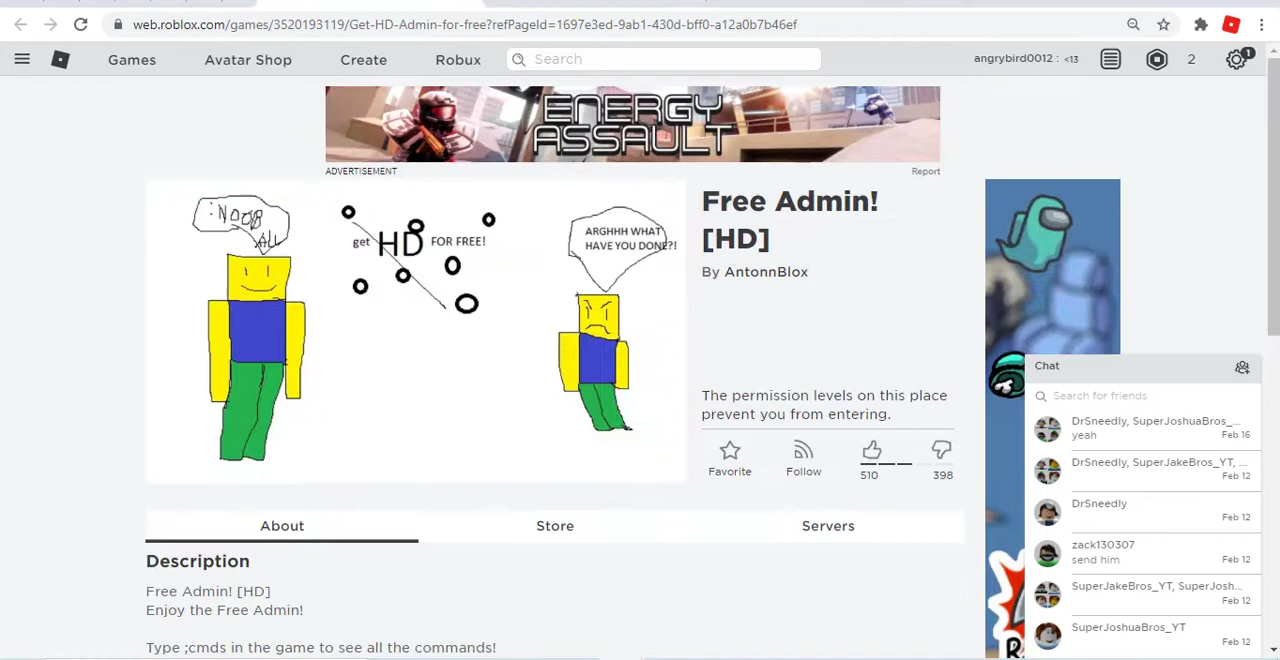 web.roblox.com/games/3520193119/Get-HD-Admin-for-free?refPageId=1697e3ed-9ab1-430d-bff0-a12a0b7b46ef
Games
Avatar Shop
Create
Robux
Search
angrybird0012 : <13
2
1
ENERGY
ASSAULT
ADVERTISEMENT
Report
:NOOB
ALL
get HD FOR FREE!
ARGHHH WHAT
HAVE YOU DONE?!
Free Admin!
[HD]
By AntonnBlox
The permission levels on this place
prevent you from entering.
Favorite
Follow
510
398
About
Store
Servers
Description
Free Admin! [HD]
Enjoy the Free Admin!
Type ;cmds in the game to see all the commands!
Chat
Search for friends
DrSneedly, SuperJoshuaBros_...
yeah
Feb 16
DrSneedly, SuperJakeBros_YT, ...
Feb 12
DrSneedly
Feb 12
zack130307
send him
Feb 12
SuperJakeBros_YT, SuperJosh...
Feb 12
SuperJoshuaBros_YT
Feb 12